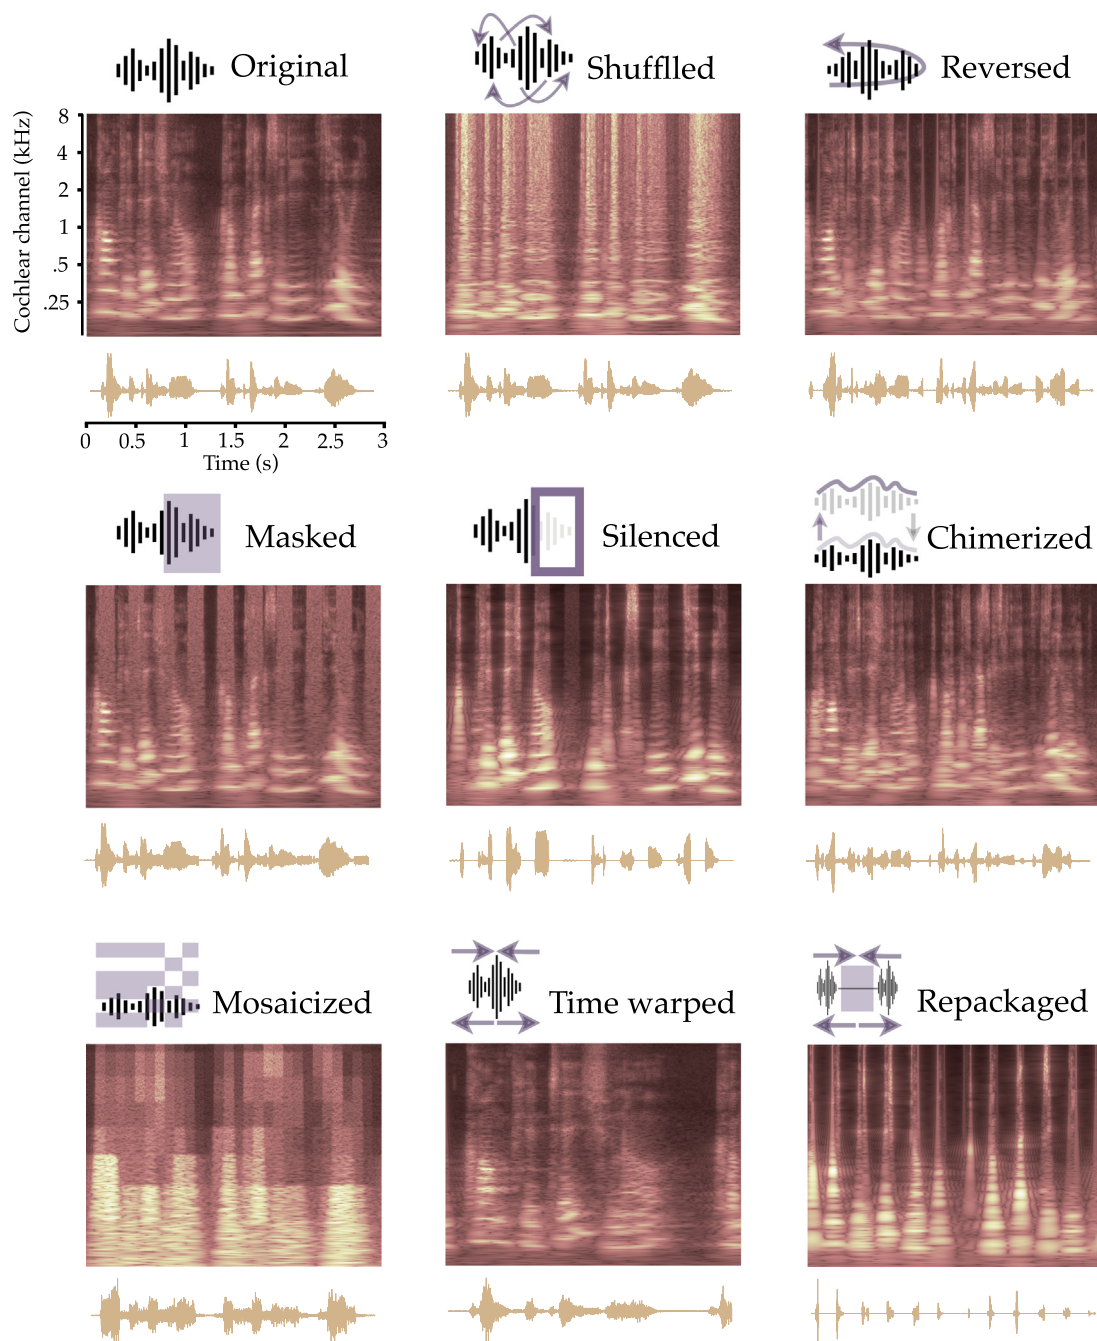 Original
Shufflled
Reversed
Cochlear channel (kHz)
8
4
2
1
.5
.25
0 0.5 1 1.5 2 2.5 3
Time (s)
Masked
Silenced
Chimerized
Mosaicized
Time warped
Repackaged